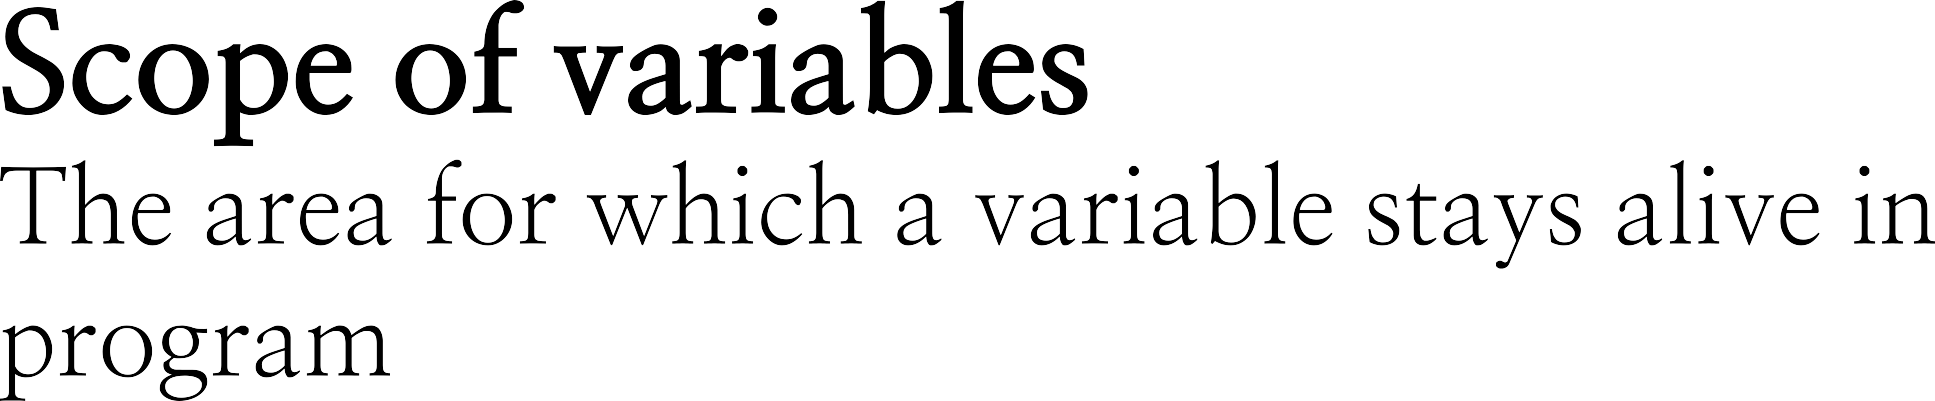 Scope of variables
The area for which a variable stays alive in
program